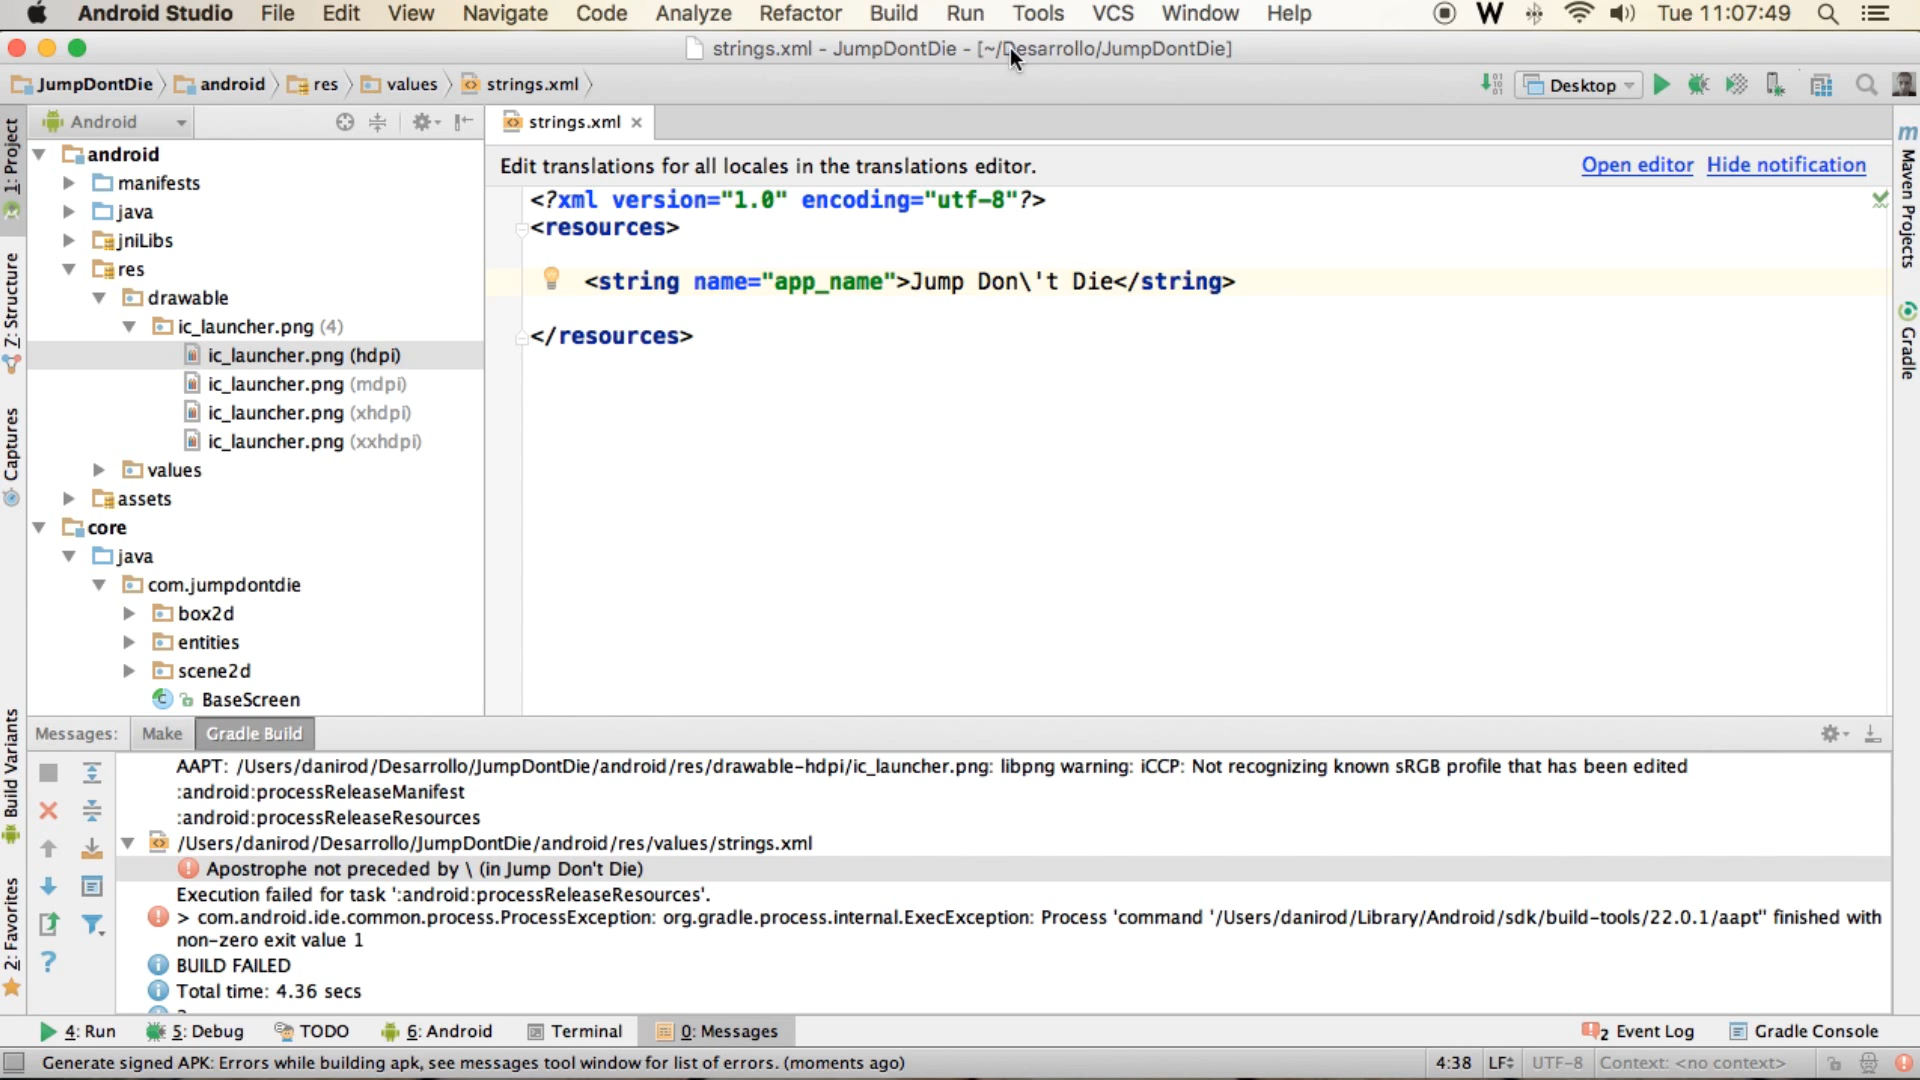 Android Studio File Edit View Navigate Code Analyze Refactor Build Run Tools VCS Window Help W Tue 11:07:49
strings.xml - JumpDontDie - [~/Desarrollo/JumpDontDie]
JumpDontDie android res values strings.xml Desktop
Android
strings.xml
1: Project
Z: Structure
Captures
Build Variants
2: Favorites
android
manifests
java
jniLibs
res
drawable
ic_launcher.png (4)
ic_launcher.png (hdpi)
ic_launcher.png (mdpi)
ic_launcher.png (xhdpi)
ic_launcher.png (xxhdpi)
values
assets
core
java
com.jumpdontdie
box2d
entities
scene2d
BaseScreen
Edit translations for all locales in the translations editor. Open editor Hide notification
<?xml version="1.0" encoding="utf-8"?>
<resources>
<string name="app_name">Jump Don\'t Die</string>
</resources>
m Maven Projects
Gradle
Messages: Make Gradle Build
AAPT: /Users/danirod/Desarrollo/JumpDontDie/android/res/drawable-hdpi/ic_launcher.png: libpng warning: iCCP: Not recognizing known sRGB profile that has been edited
:android:processReleaseManifest
:android:processReleaseResources
/Users/danirod/Desarrollo/JumpDontDie/android/res/values/strings.xml
Apostrophe not preceded by \ (in Jump Don't Die)
Execution failed for task ':android:processReleaseResources'.
> com.android.ide.common.process.ProcessException: org.gradle.process.internal.ExecException: Process 'command '/Users/danirod/Library/Android/sdk/build-tools/22.0.1/aapt'' finished with
non-zero exit value 1
BUILD FAILED
Total time: 4.36 secs
4: Run 5: Debug TODO 6: Android Terminal 0: Messages 2 Event Log Gradle Console
Generate signed APK: Errors while building apk, see messages tool window for list of errors. (moments ago) 4:38 LF UTF-8 Context: <no context>